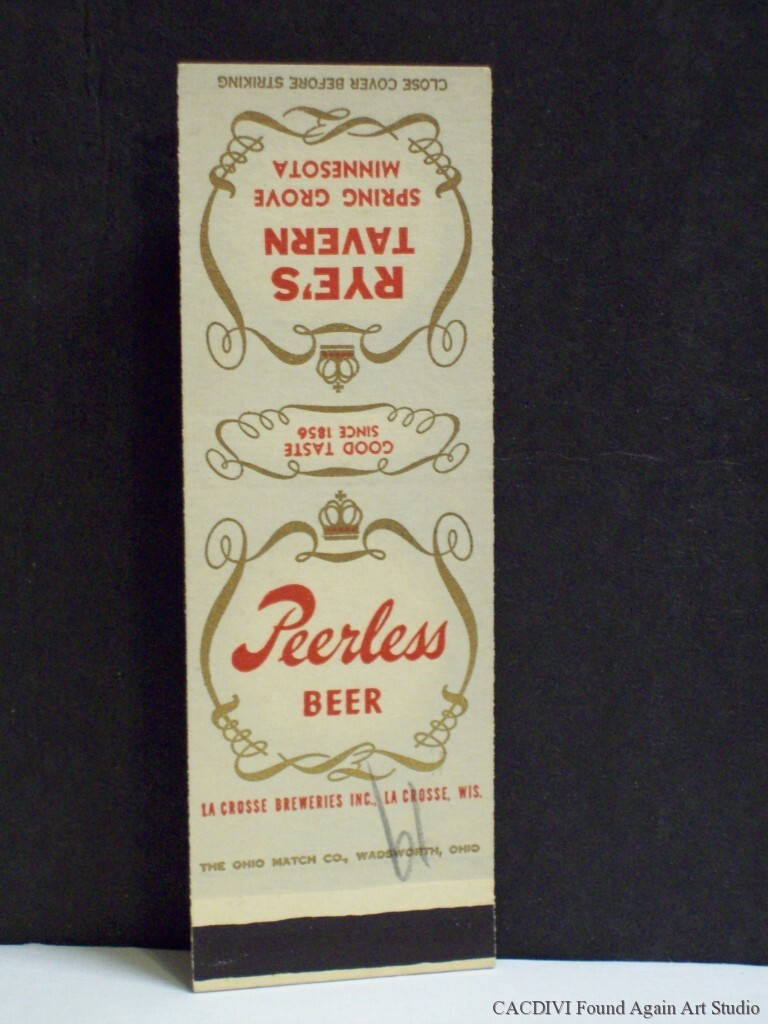 CLOSE COVER BEFORE STRIKING
RYE'S
TAVERN
SPRING GROVE
MINNESOTA
GOOD TASTE
SINCE 1856
Peerless
BEER
LA CROSSE BREWERIES INC., LA CROSSE, WIS.
THE OHIO MATCH CO., WADSWORTH, OHIO
CACDIVI Found Again Art Studio